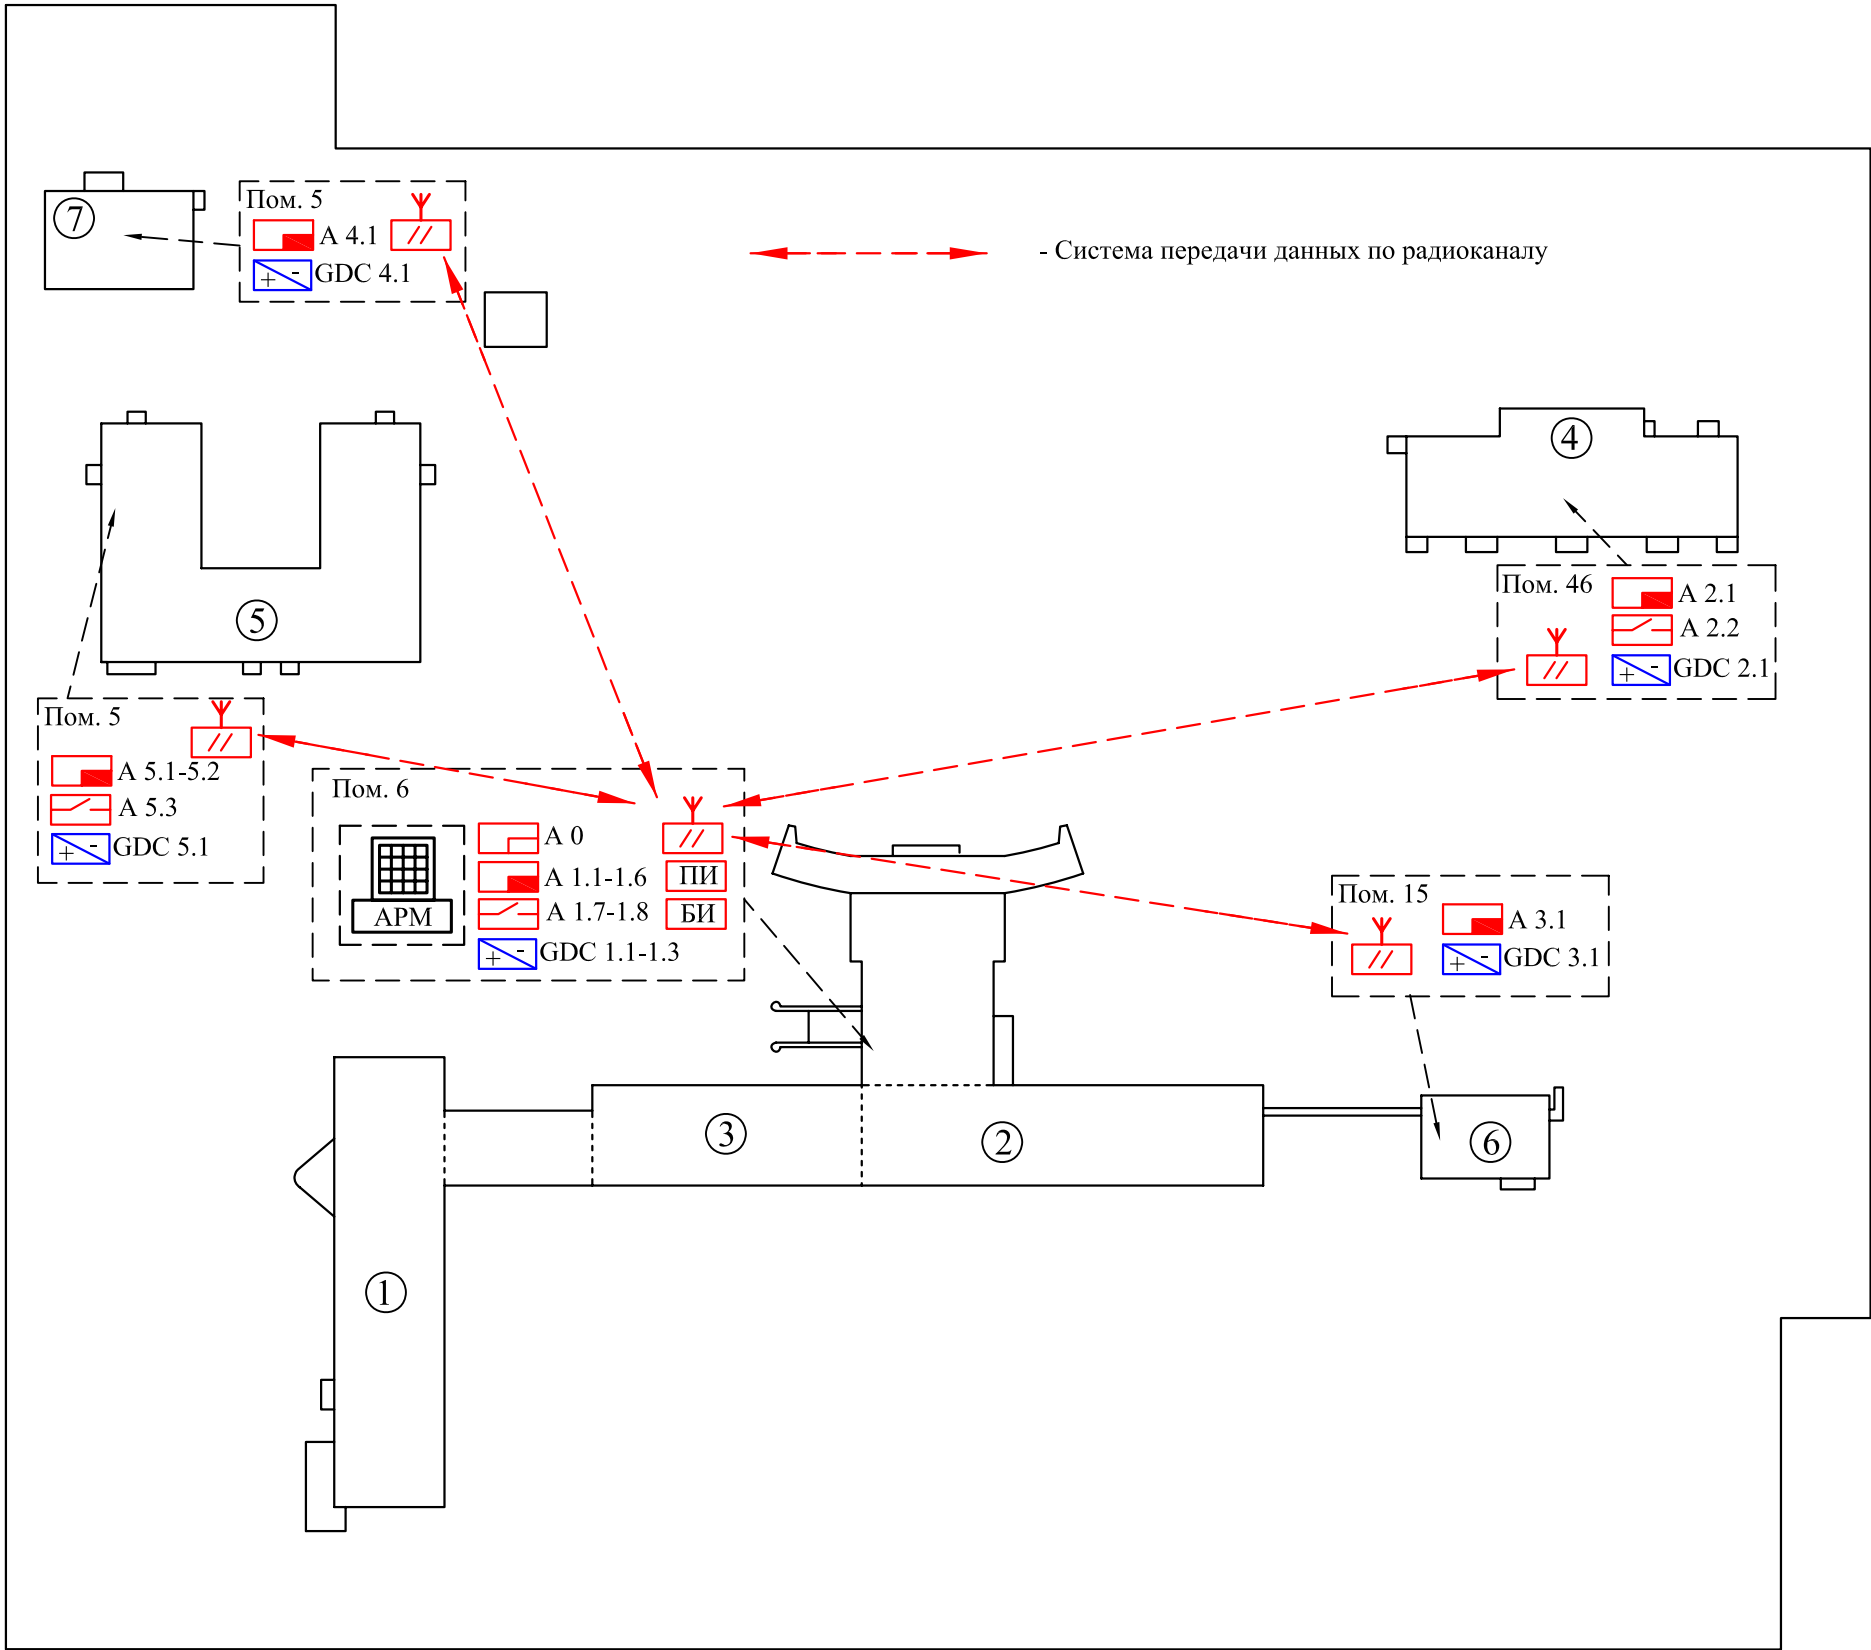 Пом. 5
7
А 4.1
+ -
GDC 4.1
- Система передачи данных по радиоканалу
4
Пом. 46
А 2.1
А 2.2
+ -
GDC 2.1
5
Пом. 5
А 5.1-5.2
А 5.3
+ -
GDC 5.1
Пом. 6
АРМ
А 0
А 1.1-1.6
ПИ
А 1.7-1.8
БИ
+ -
GDC 1.1-1.3
Пом. 15
А 3.1
+ -
GDC 3.1
3
2
6
1